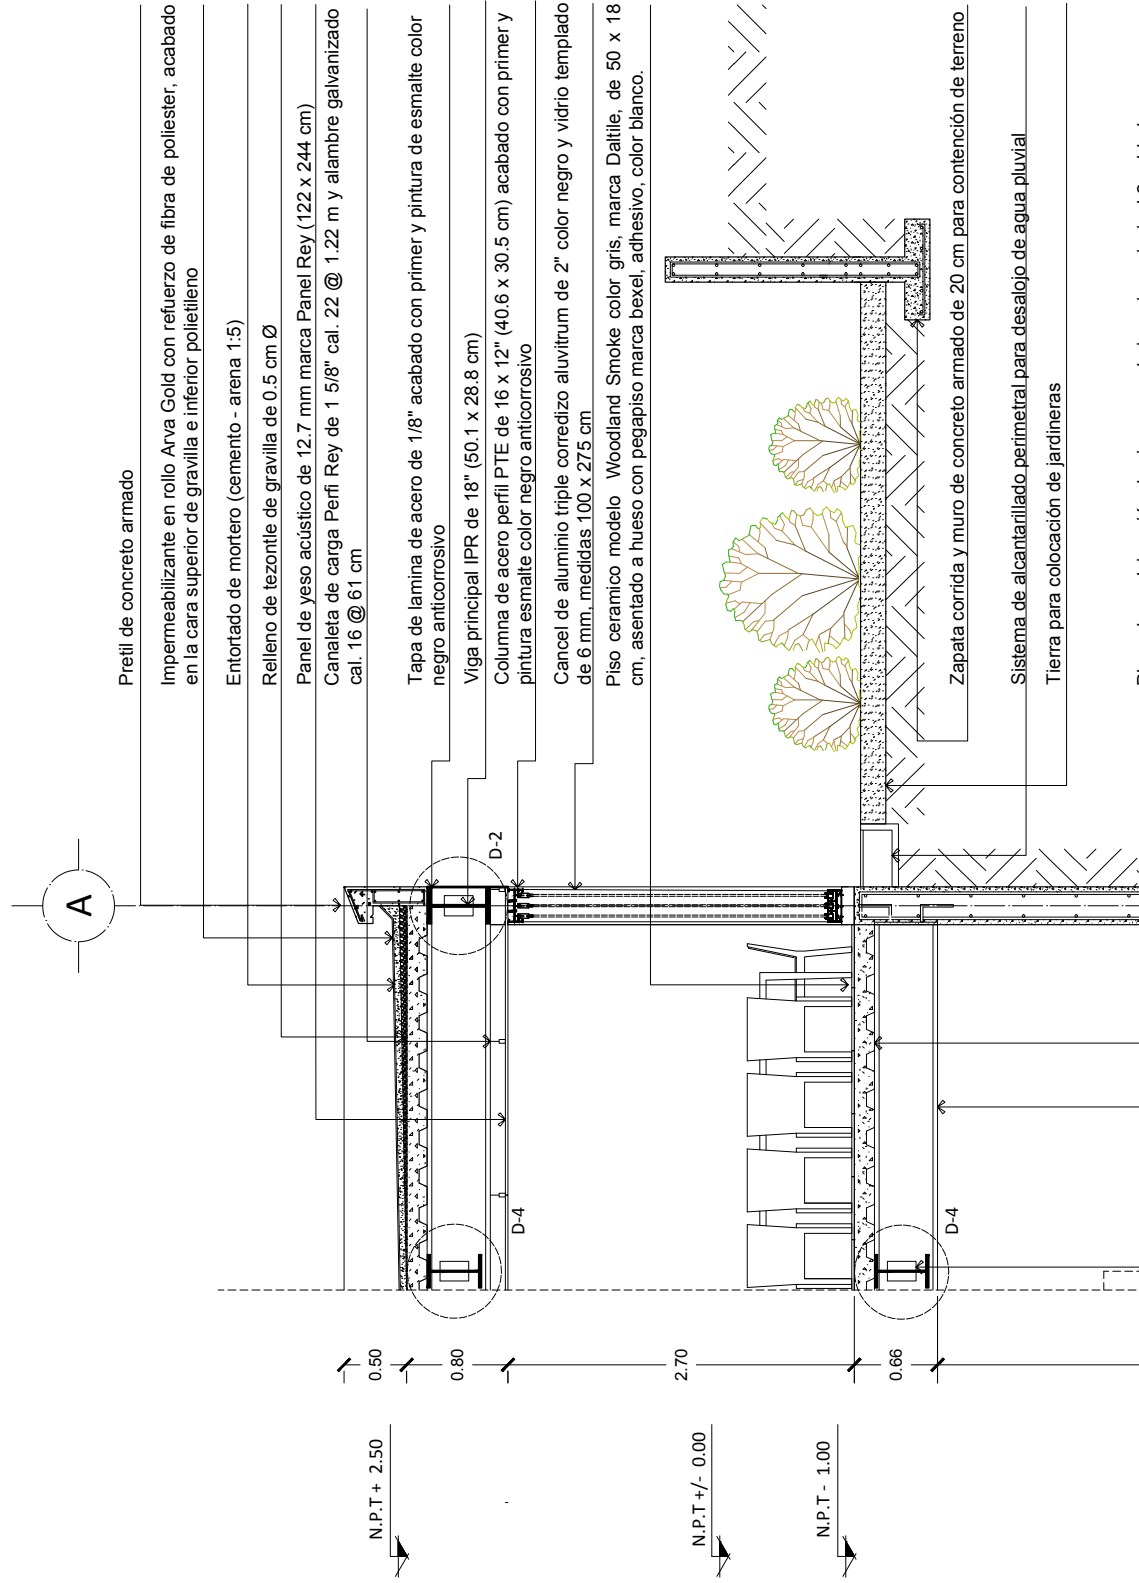 A
Pretil de concreto armado
Impermeabilizante en rollo Arva Gold con refuerzo de fibra de poliester, acabado
en la cara superior de gravilla e inferior polietileno
Entortado de mortero (cemento - arena 1:5)
Relleno de tezontle de gravilla de 0.5 cm Ø
Panel de yeso acústico de 12.7 mm marca Panel Rey (122 x 244 cm)
Canaleta de carga Perfi Rey de 1 5/8" cal. 22 @ 1.22 m y alambre galvanizado
cal. 16 @ 61 cm
Tapa de lamina de acero de 1/8" acabado con primer y pintura de esmalte color
negro anticorrosivo
Viga principal IPR de 18" (50.1 x 28.8 cm)
Columna de acero perfil PTE de 16 x 12" (40.6 x 30.5 cm) acabado con primer y
pintura esmalte color negro anticorrosivo
Cancel de aluminio triple corredizo aluvitrum de 2" color negro y vidrio templado
de 6 mm, medidas 100 x 275 cm
Piso ceramico modelo Woodland Smoke color gris, marca Daltile, de 50 x 18
cm, asentado a hueso con pegapiso marca bexel, adhesivo, color blanco.
Zapata corrida y muro de concreto armado de 20 cm para contención de terreno
Sistema de alcantarillado perimetral para desalojo de agua pluvial
Tierra para colocación de jardineras
D-2
D-4
D-4
0.50
0.80
2.70
0.66
N.P.T + 2.50
N.P.T +/- 0.00
N.P.T - 1.00